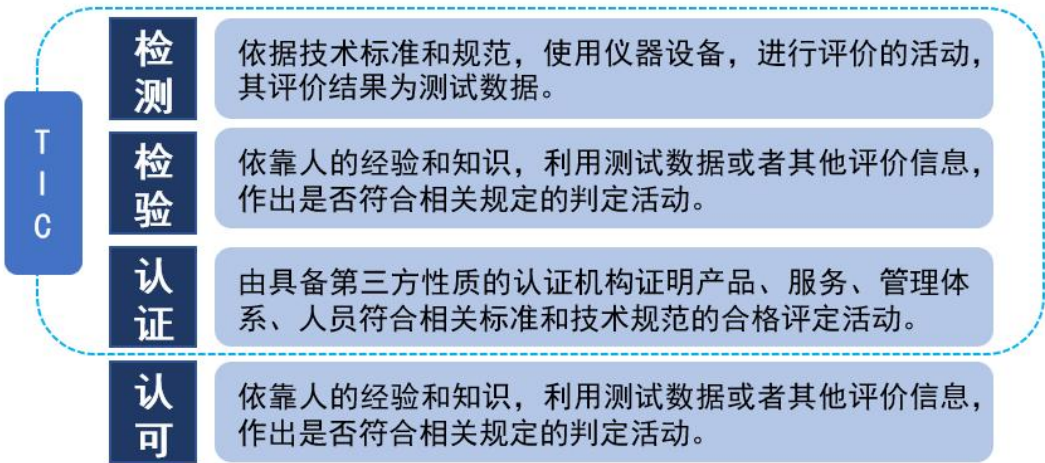 TIC
检测
依据技术标准和规范，使用仪器设备，进行评价的活动，
其评价结果为测试数据。
检验
依靠人的经验和知识，利用测试数据或者其他评价信息，
作出是否符合相关规定的判定活动。
认证
由具备第三方性质的认证机构证明产品、服务、管理体
系、人员符合相关标准和技术规范的合格评定活动。
认可
依靠人的经验和知识，利用测试数据或者其他评价信息，
作出是否符合相关规定的判定活动。